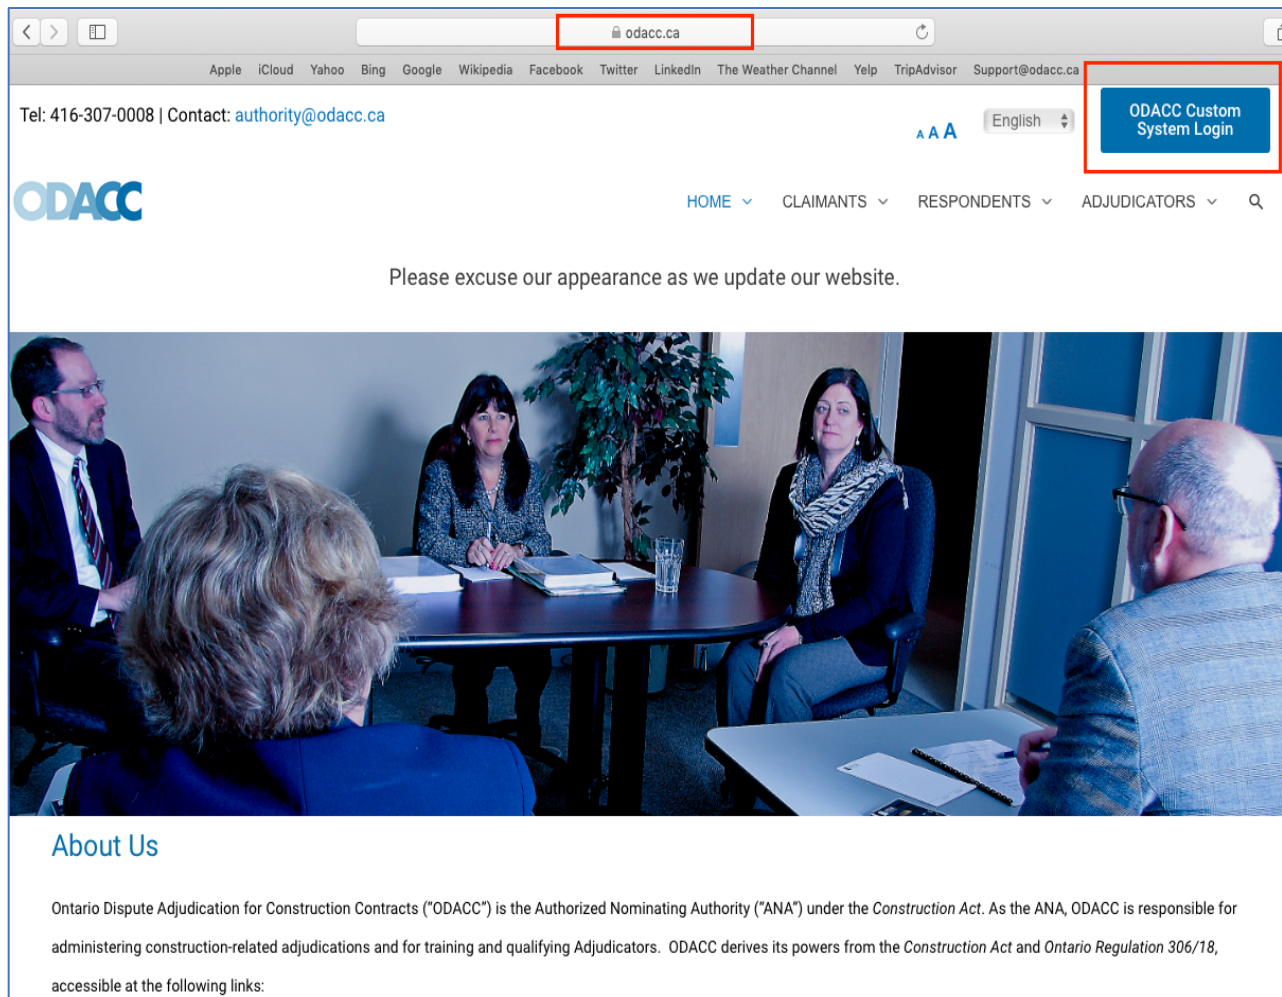 odacc.ca
Apple iCloud Yahoo Bing Google Wikipedia Facebook Twitter LinkedIn The Weather Channel Yelp TripAdvisor Support@odacc.ca
Tel: 416-307-0008 | Contact: authority@odacc.ca
A A A
English
ODACC Custom
System Login
ODACC
HOME CLAIMANTS RESPONDENTS ADJUDICATORS
Please excuse our appearance as we update our website.
About Us
Ontario Dispute Adjudication for Construction Contracts (“ODACC”) is the Authorized Nominating Authority (“ANA”) under the Construction Act. As the ANA, ODACC is responsible for
administering construction-related adjudications and for training and qualifying Adjudicators. ODACC derives its powers from the Construction Act and Ontario Regulation 306/18,
accessible at the following links: